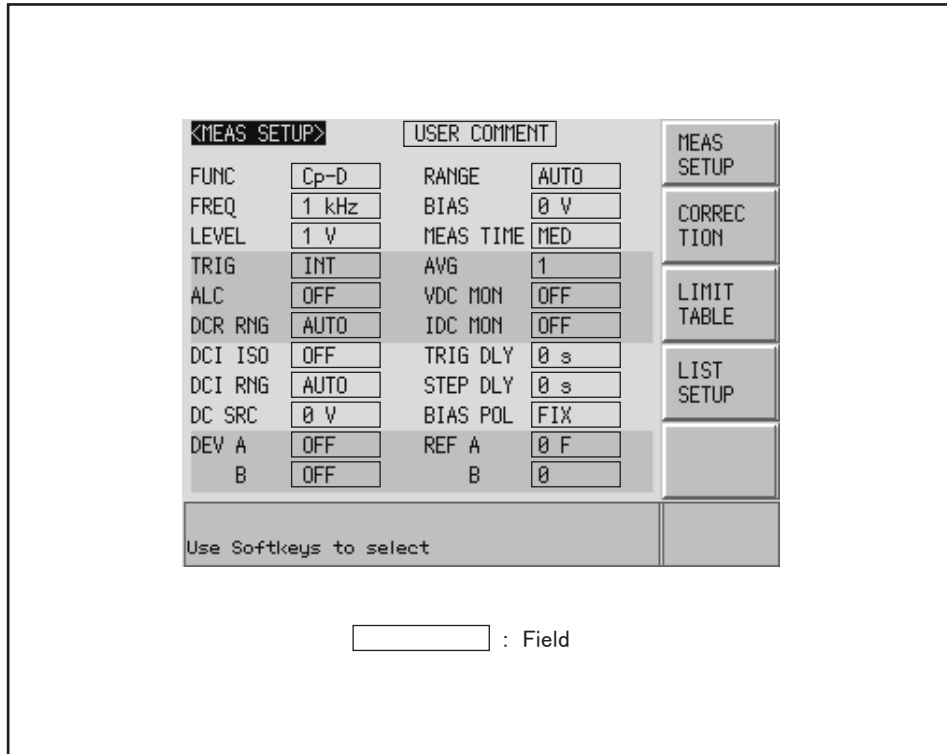 <MEAS SETUP> USER COMMENT
FUNC Cp-D RANGE AUTO
FREQ 1 kHz BIAS 0 V
LEVEL 1 V MEAS TIME MED
TRIG INT AVG 1
ALC OFF VDC MON OFF
DCR RNG AUTO IDC MON OFF
DCI ISO OFF TRIG DLY 0 s
DCI RNG AUTO STEP DLY 0 s
DC SRC 0 V BIAS POL FIX
DEV A OFF REF A 0 F
B OFF B 0
MEAS
SETUP
CORREC
TION
LIMIT
TABLE
LIST
SETUP
Use Softkeys to select
: Field